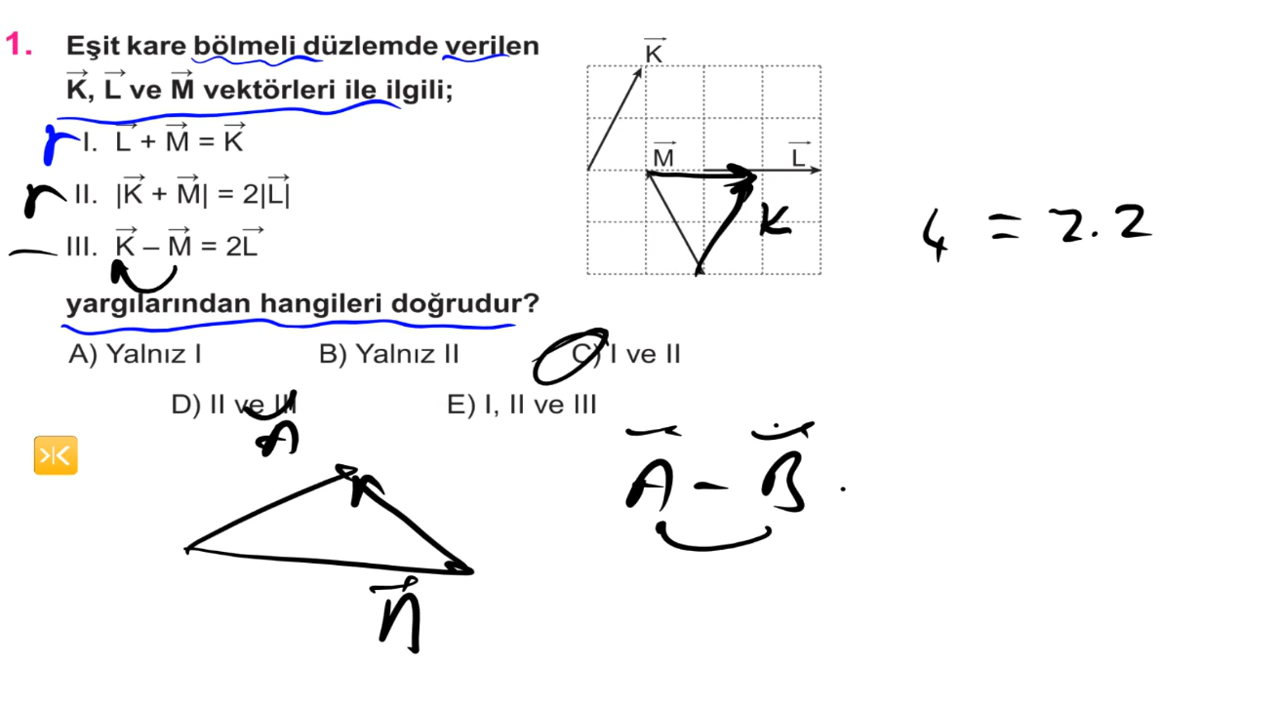 1. Eşit kare bölmeli düzlemde verilen
K, L ve M vektörleri ile ilgili;
I. L + M = K
II. |K + M| = 2|L|
III. K – M = 2L
yargılarından hangileri doğrudur?
A) Yalnız I B) Yalnız II C) I ve II
D) II ve III E) I, II ve III
K
M
L
K
4 = 2.2
A
A – B